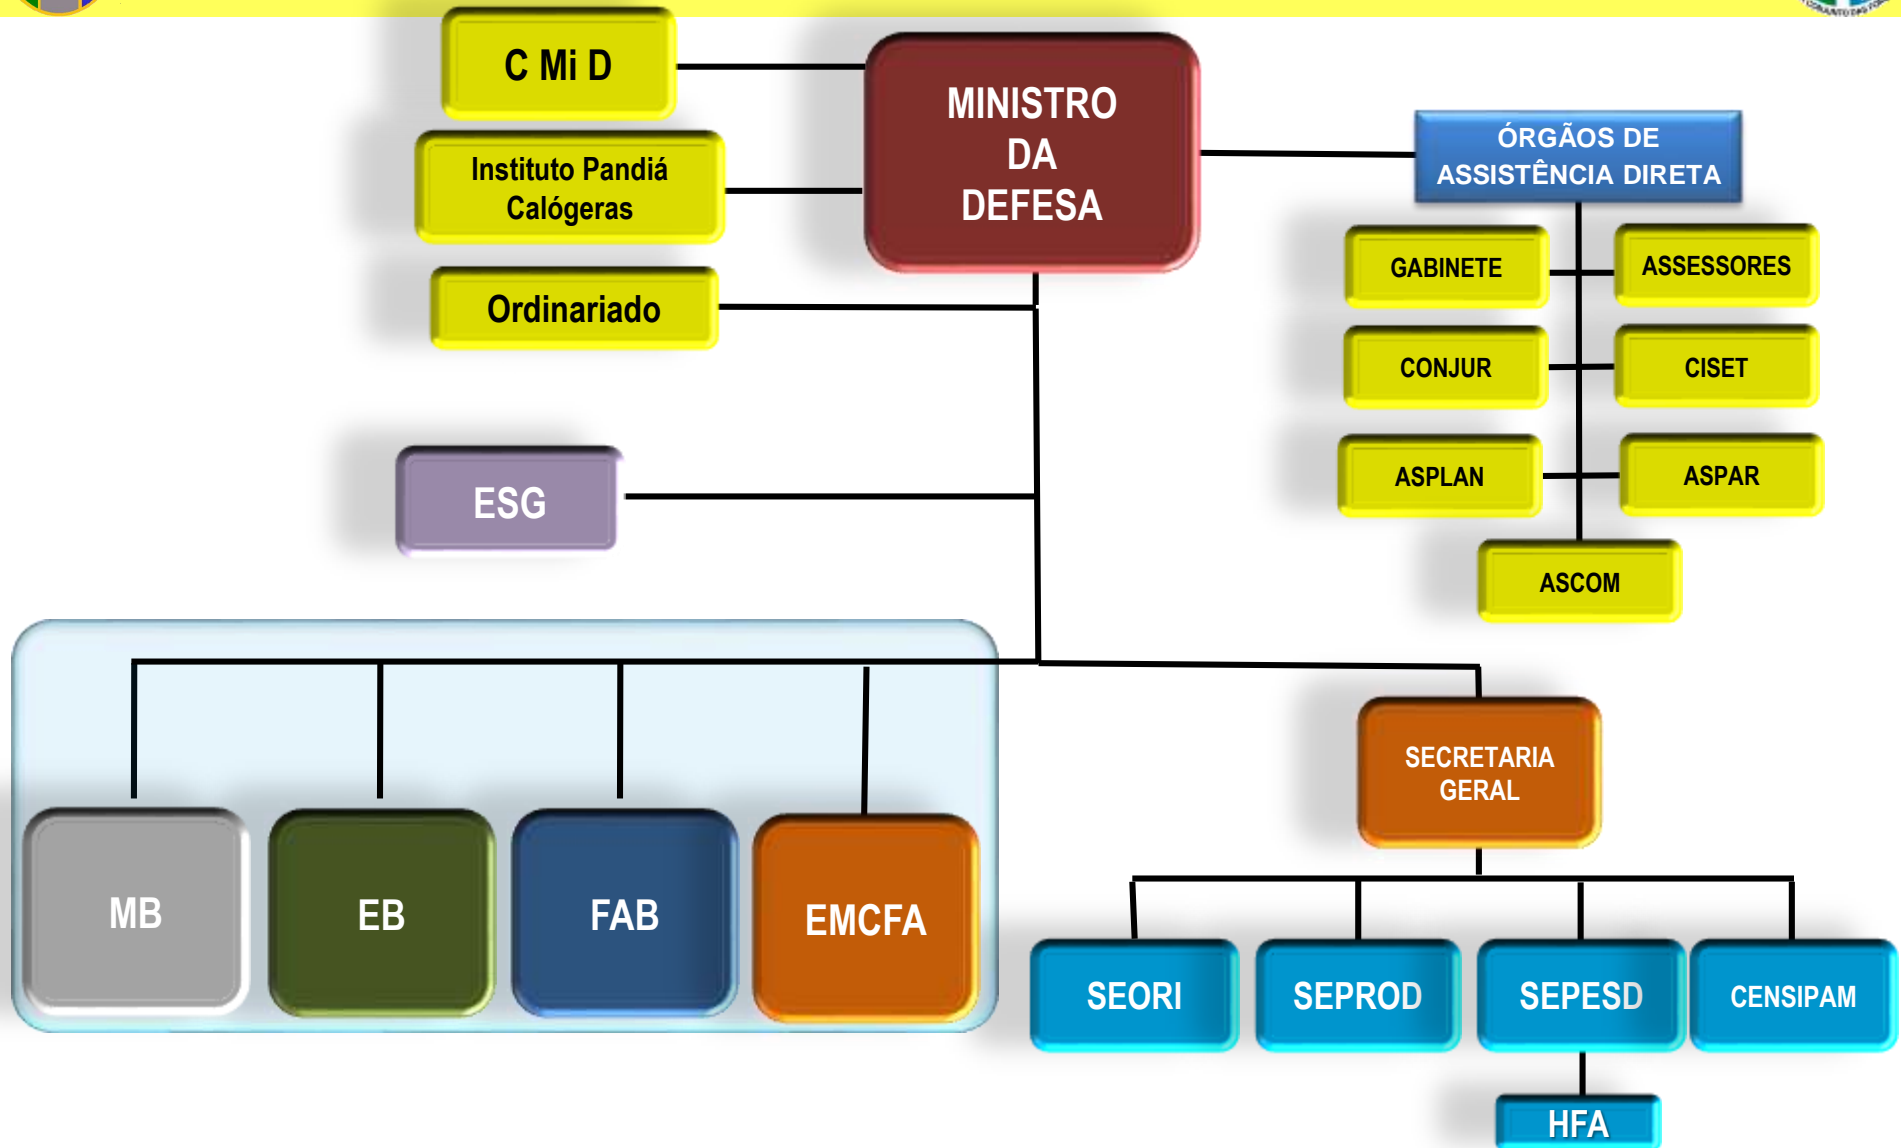 C Mi D
MINISTRO
DA
DEFESA
Instituto Pandiá
Calógeras
Ordinariado
ÓRGÃOS DE
ASSISTÊNCIA DIRETA
GABINETE
ASSESSORES
CONJUR
CISET
ASPLAN
ASPAR
ASCOM
ESG
MB
EB
FAB
EMCFA
SECRETARIA
GERAL
SEORI
SEPROD
SEPESD
CENSIPAM
HFA